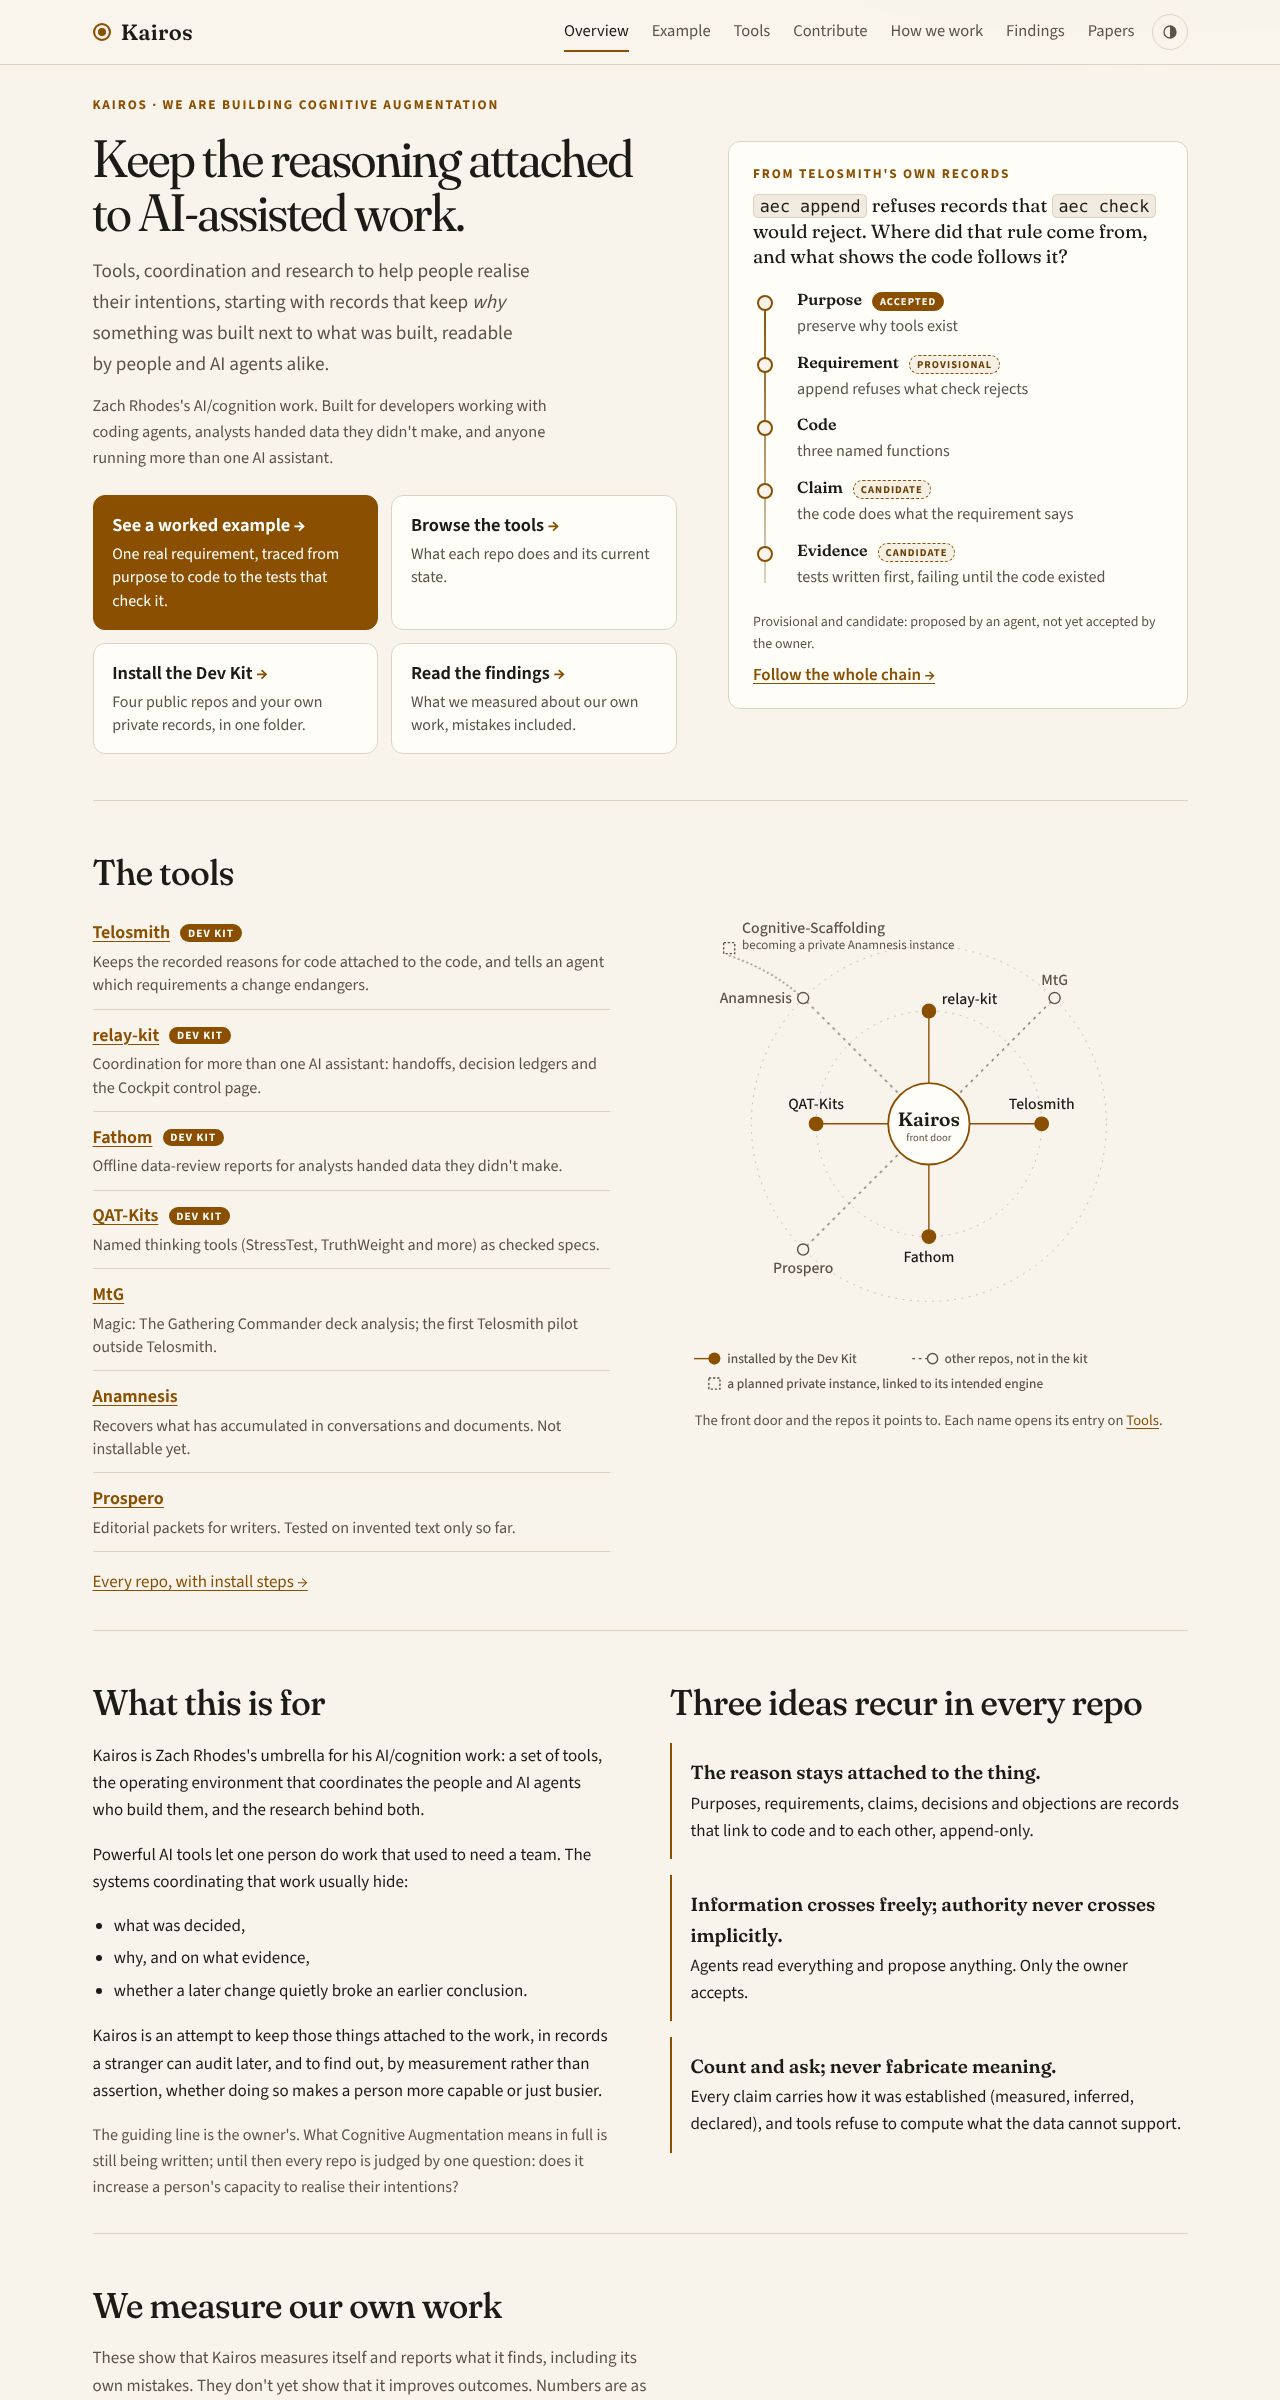 Kairos
Overview Example Tools Contribute How we work Findings Papers
KAIROS · WE ARE BUILDING COGNITIVE AUGMENTATION
Keep the reasoning attached
to AI-assisted work.
Tools, coordination and research to help people realise
their intentions, starting with records that keep why
something was built next to what was built, readable
by people and AI agents alike.
Zach Rhodes's AI/cognition work. Built for developers working with
coding agents, analysts handed data they didn't make, and anyone
running more than one AI assistant.
See a worked example →
One real requirement, traced from
purpose to code to the tests that
check it.
Browse the tools →
What each repo does and its current
state.
Install the Dev Kit →
Four public repos and your own
private records, in one folder.
Read the findings →
What we measured about our own
work, mistakes included.
FROM TELOSMITH'S OWN RECORDS
aec append refuses records that aec check
would reject. Where did that rule come from,
and what shows the code follows it?
Purpose ACCEPTED
preserve why tools exist
Requirement PROVISIONAL
append refuses what check rejects
Code
three named functions
Claim CANDIDATE
the code does what the requirement says
Evidence CANDIDATE
tests written first, failing until the code existed
Provisional and candidate: proposed by an agent, not yet accepted by
the owner.
Follow the whole chain →
The tools
Telosmith DEV KIT
Keeps the recorded reasons for code attached to the code, and tells an agent
which requirements a change endangers.
relay-kit DEV KIT
Coordination for more than one AI assistant: handoffs, decision ledgers and
the Cockpit control page.
Fathom DEV KIT
Offline data-review reports for analysts handed data they didn't make.
QAT-Kits DEV KIT
Named thinking tools (StressTest, TruthWeight and more) as checked specs.
MtG
Magic: The Gathering Commander deck analysis; the first Telosmith pilot
outside Telosmith.
Anamnesis
Recovers what has accumulated in conversations and documents. Not
installable yet.
Prospero
Editorial packets for writers. Tested on invented text only so far.
Every repo, with install steps →
Cognitive-Scaffolding
becoming a private Anamnesis instance
MtG
Anamnesis
relay-kit
QAT-Kits
Telosmith
Kairos
front door
Fathom
Prospero
installed by the Dev Kit
other repos, not in the kit
a planned private instance, linked to its intended engine
The front door and the repos it points to. Each name opens its entry on Tools.
What this is for
Kairos is Zach Rhodes's umbrella for his AI/cognition work: a set of tools,
the operating environment that coordinates the people and AI agents
who build them, and the research behind both.
Powerful AI tools let one person do work that used to need a team. The
systems coordinating that work usually hide:
• what was decided,
• why, and on what evidence,
• whether a later change quietly broke an earlier conclusion.
Kairos is an attempt to keep those things attached to the work, in records
a stranger can audit later, and to find out, by measurement rather than
assertion, whether doing so makes a person more capable or just busier.
The guiding line is the owner's. What Cognitive Augmentation means in full is
still being written; until then every repo is judged by one question: does it
increase a person's capacity to realise their intentions?
Three ideas recur in every repo
The reason stays attached to the thing.
Purposes, requirements, claims, decisions and objections are records
that link to code and to each other, append-only.
Information crosses freely; authority never crosses
implicitly.
Agents read everything and propose anything. Only the owner
accepts.
Count and ask; never fabricate meaning.
Every claim carries how it was established (measured, inferred,
declared), and tools refuse to compute what the data cannot support.
We measure our own work
These show that Kairos measures itself and reports what it finds, including its
own mistakes. They don't yet show that it improves outcomes. Numbers are as